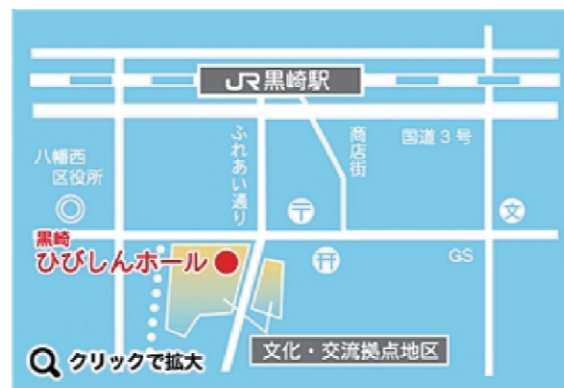 JR黒崎駅
ふれあい通り
商店街
国道3号
八幡西
区役所
〒
文
黒崎
ひびしんホール
GS
文化・交流拠点地区
クリックで拡大